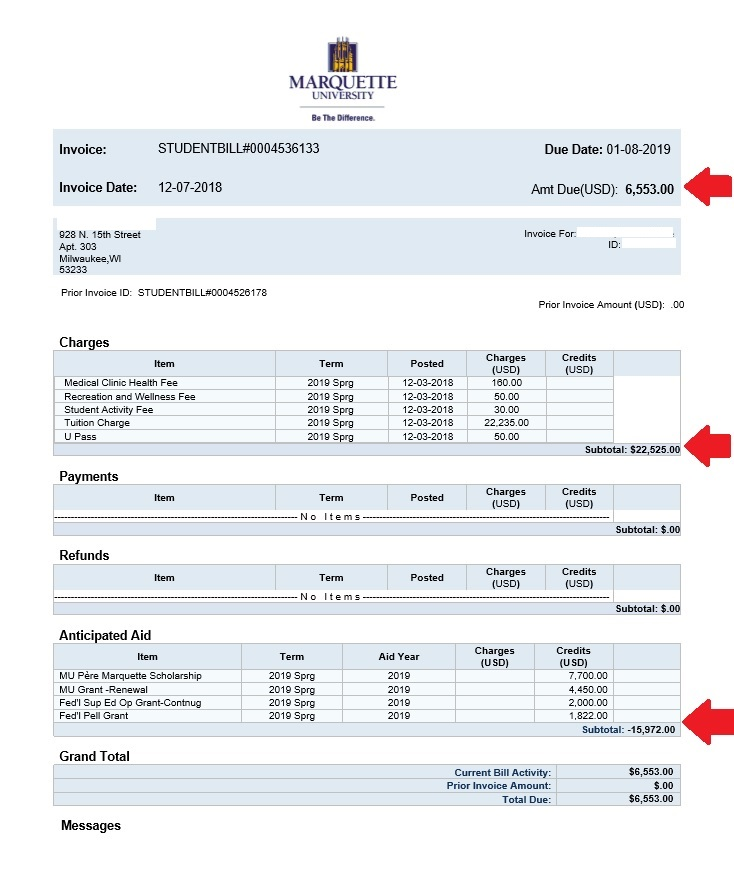 MARQUETTE
UNIVERSITY
Be The Difference.
Invoice: STUDENTBILL#0004536133 Due Date: 01-08-2019
Invoice Date: 12-07-2018 Amt Due(USD): 6,553.00
928 N. 15th Street Invoice For:
Apt. 303 ID:
Milwaukee,WI
53233
Prior Invoice ID: STUDENTBILL#0004526178
Prior Invoice Amount (USD): .00
Charges
Item Term Posted Charges (USD) Credits (USD)
Medical Clinic Health Fee 2019 Sprg 12-03-2018 160.00
Recreation and Wellness Fee 2019 Sprg 12-03-2018 50.00
Student Activity Fee 2019 Sprg 12-03-2018 30.00
Tuition Charge 2019 Sprg 12-03-2018 22,235.00
U Pass 2019 Sprg 12-03-2018 50.00
Subtotal: $22,525.00
Payments
Item Term Posted Charges (USD) Credits (USD)
No Items
Subtotal: $.00
Refunds
Item Term Posted Charges (USD) Credits (USD)
No Items
Subtotal: $.00
Anticipated Aid
Item Term Aid Year Charges (USD) Credits (USD)
MU Père Marquette Scholarship 2019 Sprg 2019 7,700.00
MU Grant -Renewal 2019 Sprg 2019 4,450.00
Fed'l Sup Ed Op Grant-Contnug 2019 Sprg 2019 2,000.00
Fed'l Pell Grant 2019 Sprg 2019 1,822.00
Subtotal: -15,972.00
Grand Total
Current Bill Activity: $6,553.00
Prior Invoice Amount: $.00
Total Due: $6,553.00
Messages